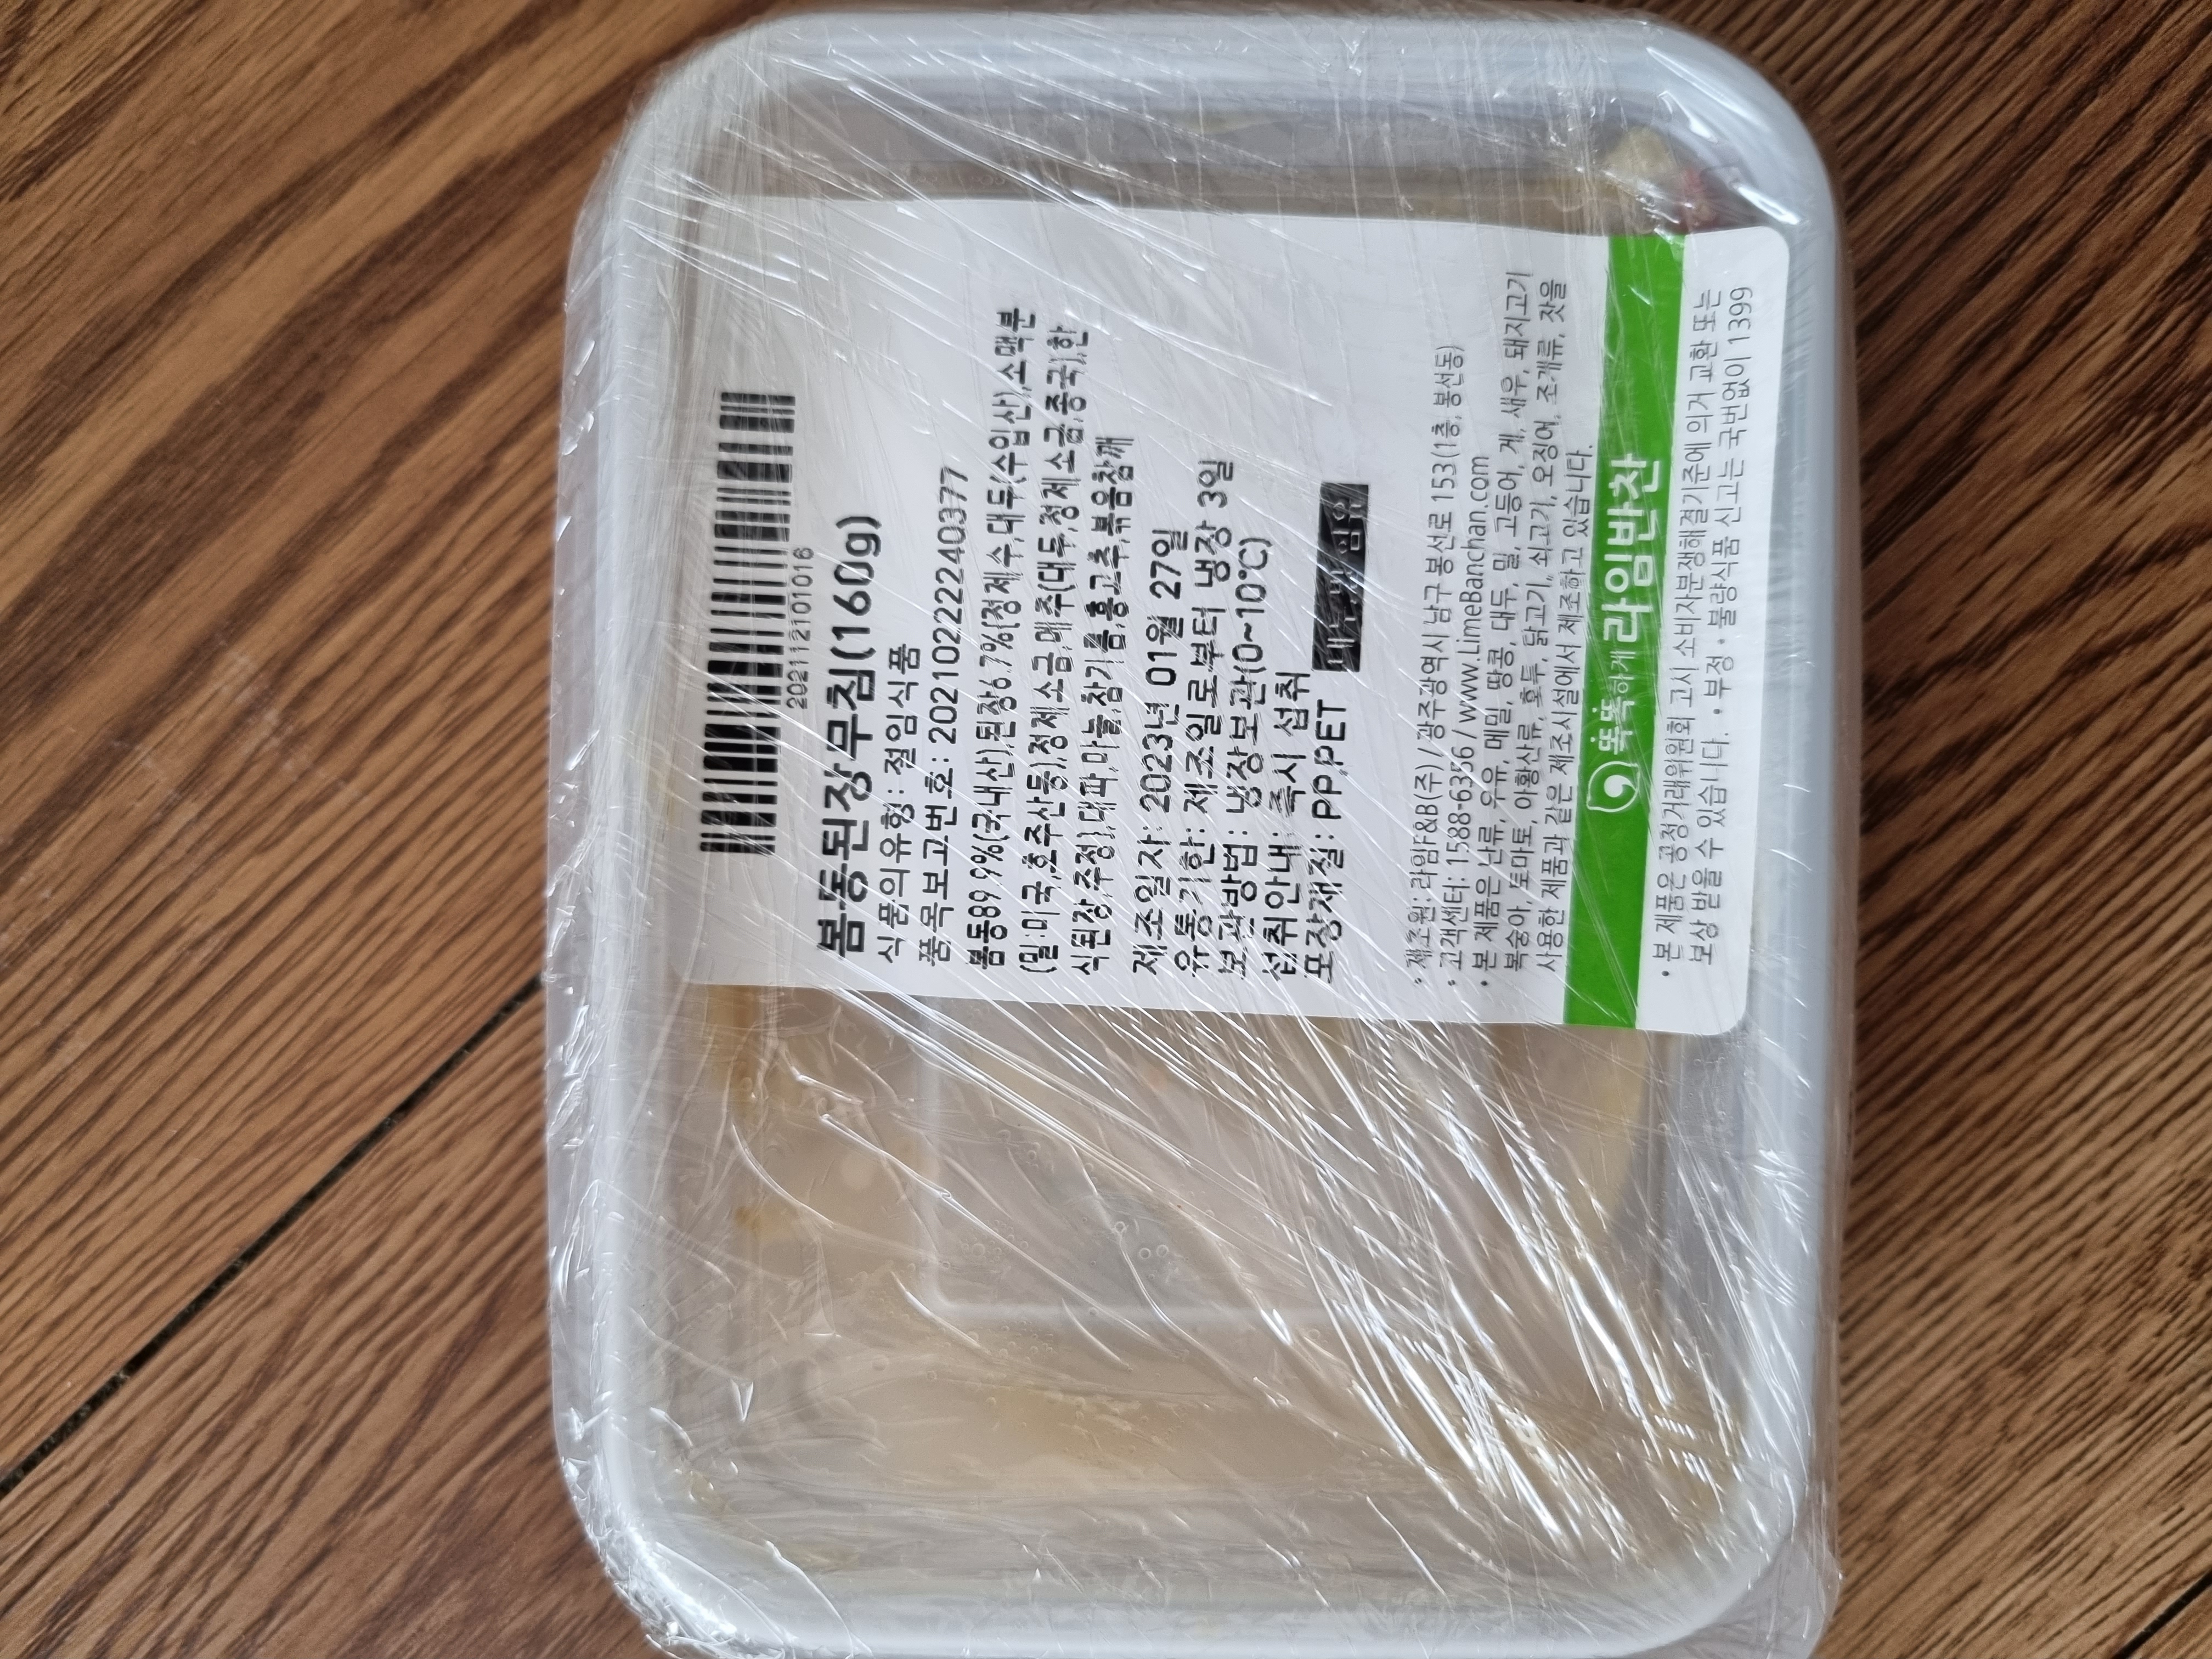 20211121101016
봄동된장무침(160g)
식품의유형: 절임식품
품목보고번호: 20210222240377
봄동89.9%(국내산),된장6.7%{정제수,대두(수입산),소맥분
(밀:미국,호주산등),정제소금,메주(대두,정제소금,중국),한
식된장,주정},대파,마늘,참기름,홍고추,볶음참깨
제조일자: 2023년 01월 27일
유통기한: 제조일로부터 냉장 3일
보관방법: 냉장보관(0~10℃)
섭취안내: 즉시 섭취
포장재질: PP,PET
• 제조원: 라임F&B(주) / 광주광역시 남구 봉선로 153(1층, 봉선동)
• 고객센터: 1588-6356 / www.LimeBanchan.com
• 본 제품은 난류, 우유, 메밀, 땅콩, 대두, 밀, 고등어, 게, 새우, 돼지고기
복숭아, 토마토, 아황산류, 호두, 닭고기, 쇠고기, 오징어, 조개류, 잣을
사용한 제품과 같은 제조시설에서 제조하고 있습니다.
똑똑하게 라임반찬
• 본 제품은 공정거래위원회 고시 소비자분쟁해결기준에 의거 교환 또는
보상 받을 수 있습니다. • 부정 • 불량식품 신고는 국번없이 1399